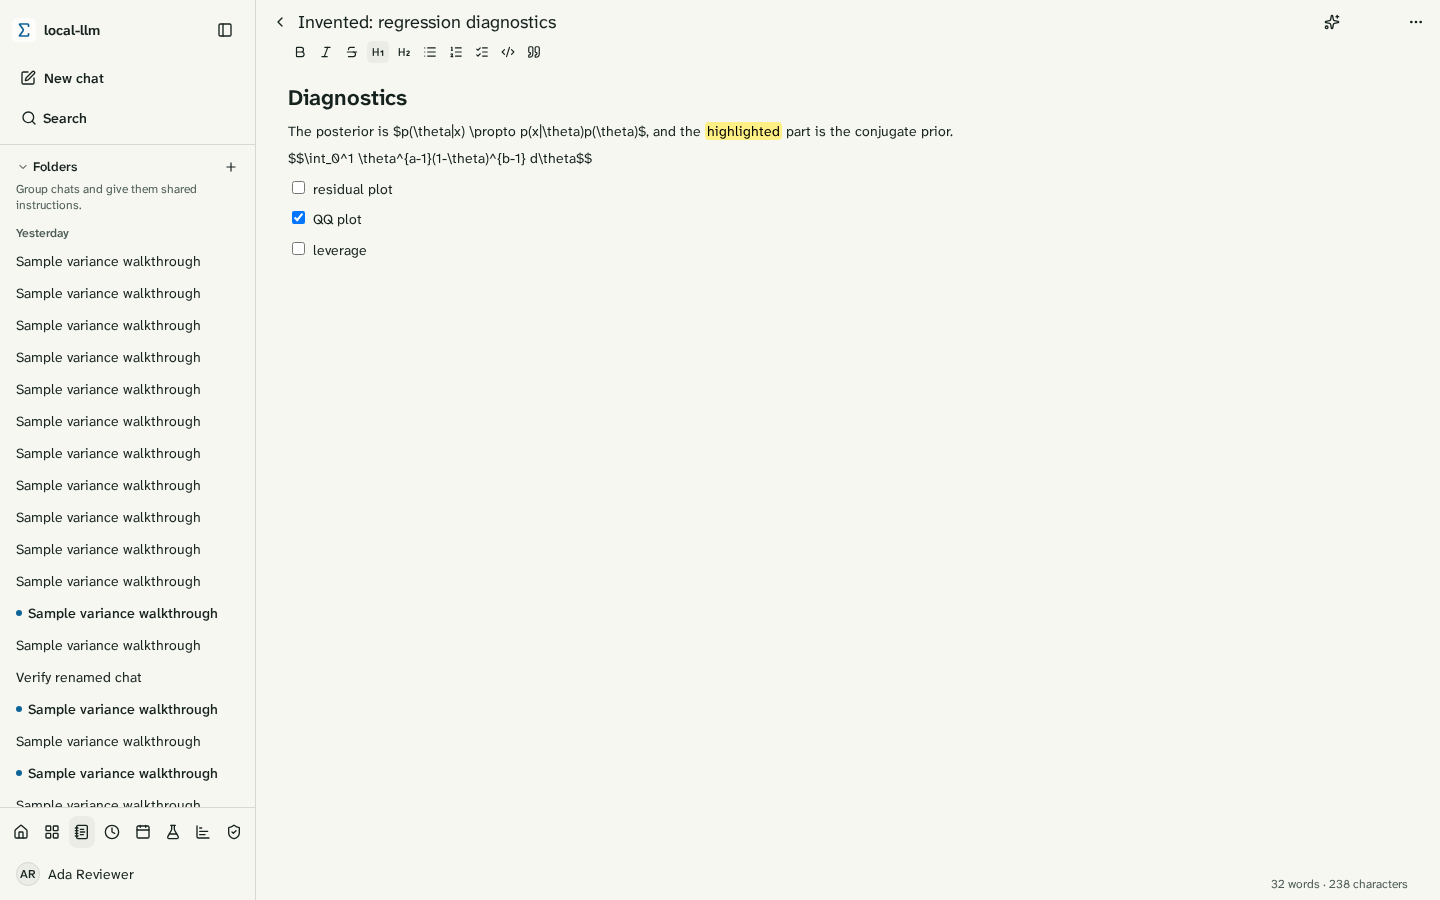 local-llm
New chat
Search
Folders
Group chats and give them shared
instructions.
Yesterday
Sample variance walkthrough
Sample variance walkthrough
Sample variance walkthrough
Sample variance walkthrough
Sample variance walkthrough
Sample variance walkthrough
Sample variance walkthrough
Sample variance walkthrough
Sample variance walkthrough
Sample variance walkthrough
Sample variance walkthrough
Sample variance walkthrough
Sample variance walkthrough
Verify renamed chat
Sample variance walkthrough
Sample variance walkthrough
Sample variance walkthrough
Sample variance walkthrough
AR Ada Reviewer
Invented: regression diagnostics
H1 H2
Diagnostics
The posterior is $p(\theta|x) \propto p(x|\theta)p(\theta)$, and the highlighted part is the conjugate prior.
$$\int_0^1 \theta^{a-1}(1-\theta)^{b-1} d\theta$$
residual plot
QQ plot
leverage
32 words · 238 characters